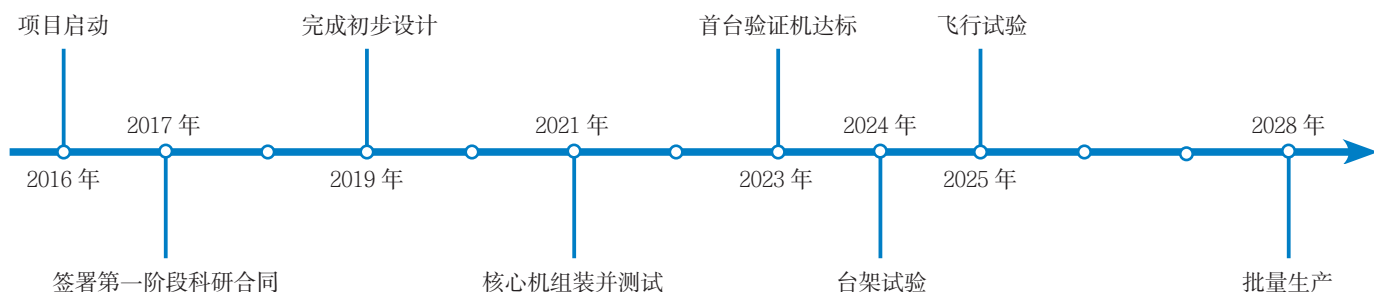 项目启动
完成初步设计
首台验证机达标
飞行试验
2017 年
2021 年
2024 年
2028 年
2016 年
2019 年
2023 年
2025 年
签署第一阶段科研合同
核心机组装并测试
台架试验
批量生产